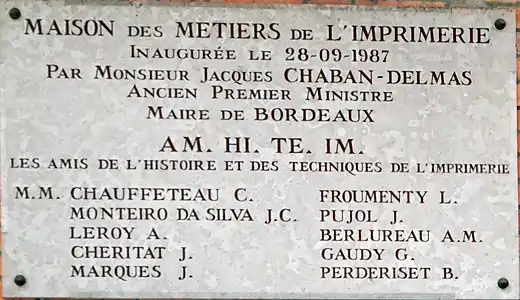 MAISON DES METIERS DE L'IMPRIMERIE
INAUGURÉE LE 28-09-1987
PAR MONSIEUR JACQUES CHABAN-DELMAS
ANCIEN PREMIER MINISTRE
MAIRE DE BORDEAUX
AM. HI. TE. IM.
LES AMIS DE L'HISTOIRE ET DES TECHNIQUES DE L'IMPRIMERIE
M.M. CHAUFFETEAU C. FROUMENTY L.
MONTEIRO DA SILVA J.C. PUJOL J.
LEROY A. BERLUREAU A.M.
CHERITAT J. GAUDY G.
MARQUES J. PERDERISET B.